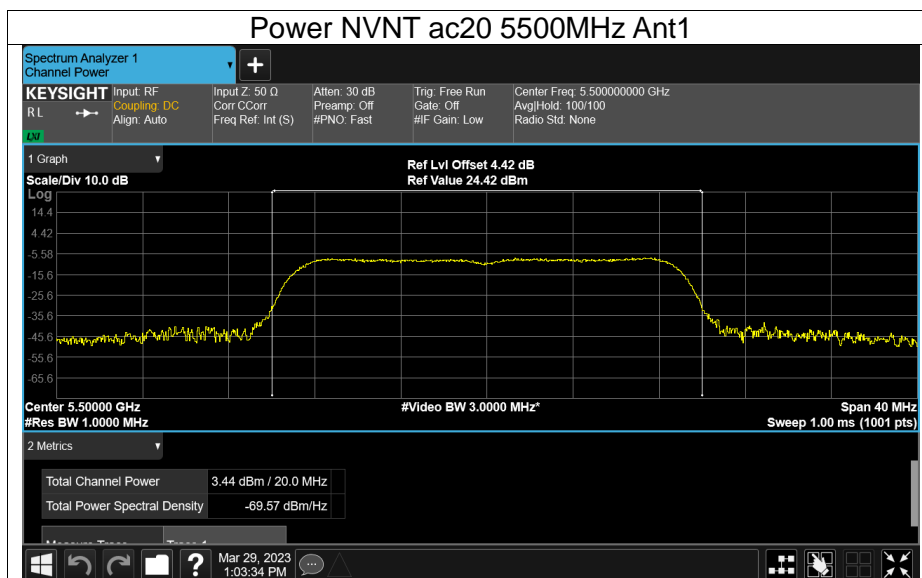 Power NVNT ac20 5500MHz Ant1
Spectrum Analyzer 1
Channel Power
KEYSIGHT Input: RF Input Z: 50 Ω Atten: 30 dB Trig: Free Run Center Freq: 5.500000000 GHz
R L Coupling: DC Corr CCorr Preamp: Off Gate: Off Avg|Hold: 100/100
Align: Auto Freq Ref: Int (S) #PNO: Fast #IF Gain: Low Radio Std: None
LXI
1 Graph
Ref Lvl Offset 4.42 dB
Scale/Div 10.0 dB Ref Value 24.42 dBm
Log
14.4
4.42
-5.58
-15.6
-25.6
-35.6
-45.6
-55.6
-65.6
Center 5.50000 GHz #Video BW 3.0000 MHz* Span 40 MHz
#Res BW 1.0000 MHz Sweep 1.00 ms (1001 pts)
2 Metrics
Total Channel Power 3.44 dBm / 20.0 MHz
Total Power Spectral Density -69.57 dBm/Hz
Measure Trace Trace 1
Mar 29, 2023
1:03:34 PM